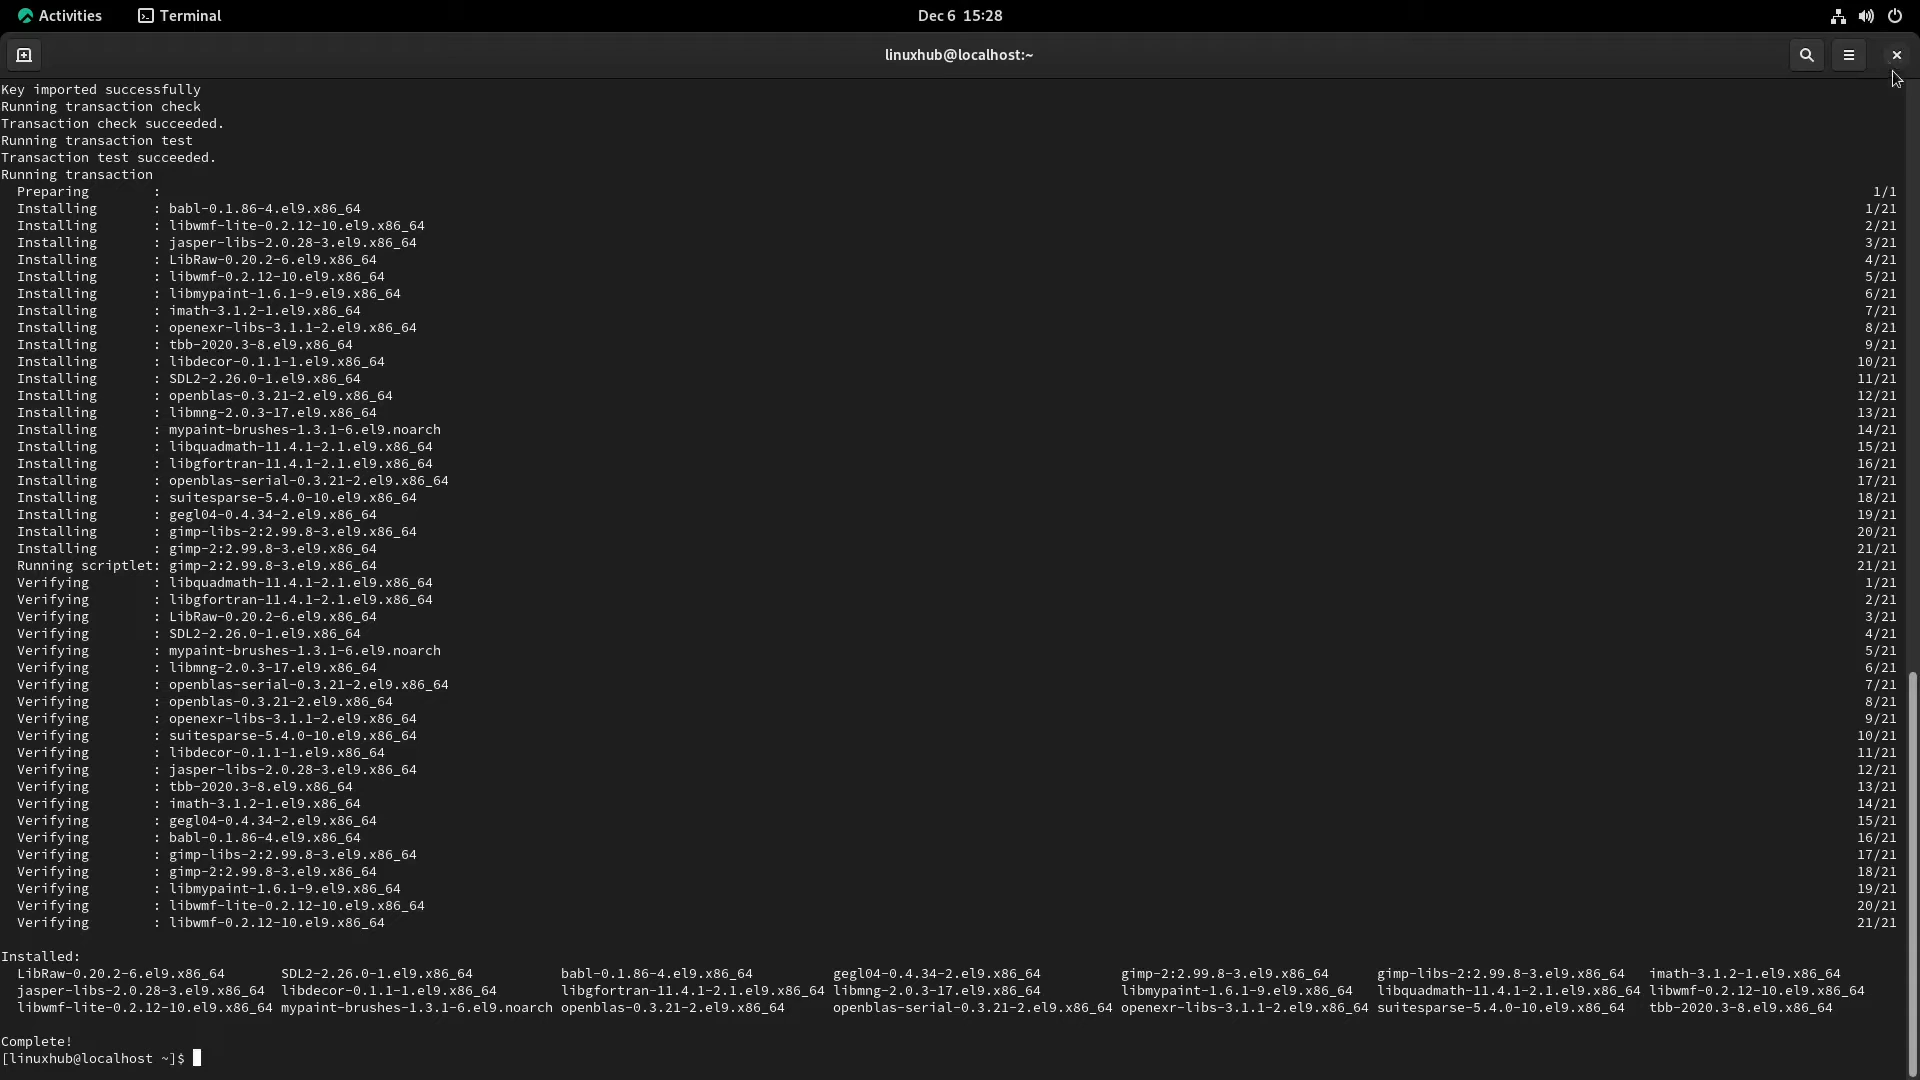 Activities Terminal Dec 6 15:28
linuxhub@localhost:~
Key imported successfully
Running transaction check
Transaction check succeeded.
Running transaction test
Transaction test succeeded.
Running transaction
Preparing : 1/1
Installing : babl-0.1.86-4.el9.x86_64 1/21
Installing : libwmf-lite-0.2.12-10.el9.x86_64 2/21
Installing : jasper-libs-2.0.28-3.el9.x86_64 3/21
Installing : LibRaw-0.20.2-6.el9.x86_64 4/21
Installing : libwmf-0.2.12-10.el9.x86_64 5/21
Installing : libmypaint-1.6.1-9.el9.x86_64 6/21
Installing : imath-3.1.2-1.el9.x86_64 7/21
Installing : openexr-libs-3.1.1-2.el9.x86_64 8/21
Installing : tbb-2020.3-8.el9.x86_64 9/21
Installing : libdecor-0.1.1-1.el9.x86_64 10/21
Installing : SDL2-2.26.0-1.el9.x86_64 11/21
Installing : openblas-0.3.21-2.el9.x86_64 12/21
Installing : libmng-2.0.3-17.el9.x86_64 13/21
Installing : mypaint-brushes-1.3.1-6.el9.noarch 14/21
Installing : libquadmath-11.4.1-2.1.el9.x86_64 15/21
Installing : libgfortran-11.4.1-2.1.el9.x86_64 16/21
Installing : openblas-serial-0.3.21-2.el9.x86_64 17/21
Installing : suitesparse-5.4.0-10.el9.x86_64 18/21
Installing : gegl04-0.4.34-2.el9.x86_64 19/21
Installing : gimp-libs-2:2.99.8-3.el9.x86_64 20/21
Installing : gimp-2:2.99.8-3.el9.x86_64 21/21
Running scriptlet: gimp-2:2.99.8-3.el9.x86_64 21/21
Verifying : libquadmath-11.4.1-2.1.el9.x86_64 1/21
Verifying : libgfortran-11.4.1-2.1.el9.x86_64 2/21
Verifying : LibRaw-0.20.2-6.el9.x86_64 3/21
Verifying : SDL2-2.26.0-1.el9.x86_64 4/21
Verifying : mypaint-brushes-1.3.1-6.el9.noarch 5/21
Verifying : libmng-2.0.3-17.el9.x86_64 6/21
Verifying : openblas-serial-0.3.21-2.el9.x86_64 7/21
Verifying : openblas-0.3.21-2.el9.x86_64 8/21
Verifying : openexr-libs-3.1.1-2.el9.x86_64 9/21
Verifying : suitesparse-5.4.0-10.el9.x86_64 10/21
Verifying : libdecor-0.1.1-1.el9.x86_64 11/21
Verifying : jasper-libs-2.0.28-3.el9.x86_64 12/21
Verifying : tbb-2020.3-8.el9.x86_64 13/21
Verifying : imath-3.1.2-1.el9.x86_64 14/21
Verifying : gegl04-0.4.34-2.el9.x86_64 15/21
Verifying : babl-0.1.86-4.el9.x86_64 16/21
Verifying : gimp-libs-2:2.99.8-3.el9.x86_64 17/21
Verifying : gimp-2:2.99.8-3.el9.x86_64 18/21
Verifying : libmypaint-1.6.1-9.el9.x86_64 19/21
Verifying : libwmf-lite-0.2.12-10.el9.x86_64 20/21
Verifying : libwmf-0.2.12-10.el9.x86_64 21/21
Installed:
LibRaw-0.20.2-6.el9.x86_64 SDL2-2.26.0-1.el9.x86_64 babl-0.1.86-4.el9.x86_64 gegl04-0.4.34-2.el9.x86_64 gimp-2:2.99.8-3.el9.x86_64 gimp-libs-2:2.99.8-3.el9.x86_64 imath-3.1.2-1.el9.x86_64
jasper-libs-2.0.28-3.el9.x86_64 libdecor-0.1.1-1.el9.x86_64 libgfortran-11.4.1-2.1.el9.x86_64 libmng-2.0.3-17.el9.x86_64 libmypaint-1.6.1-9.el9.x86_64 libquadmath-11.4.1-2.1.el9.x86_64 libwmf-0.2.12-10.el9.x86_64
libwmf-lite-0.2.12-10.el9.x86_64 mypaint-brushes-1.3.1-6.el9.noarch openblas-0.3.21-2.el9.x86_64 openblas-serial-0.3.21-2.el9.x86_64 openexr-libs-3.1.1-2.el9.x86_64 suitesparse-5.4.0-10.el9.x86_64 tbb-2020.3-8.el9.x86_64
Complete!
[linuxhub@localhost ~]$